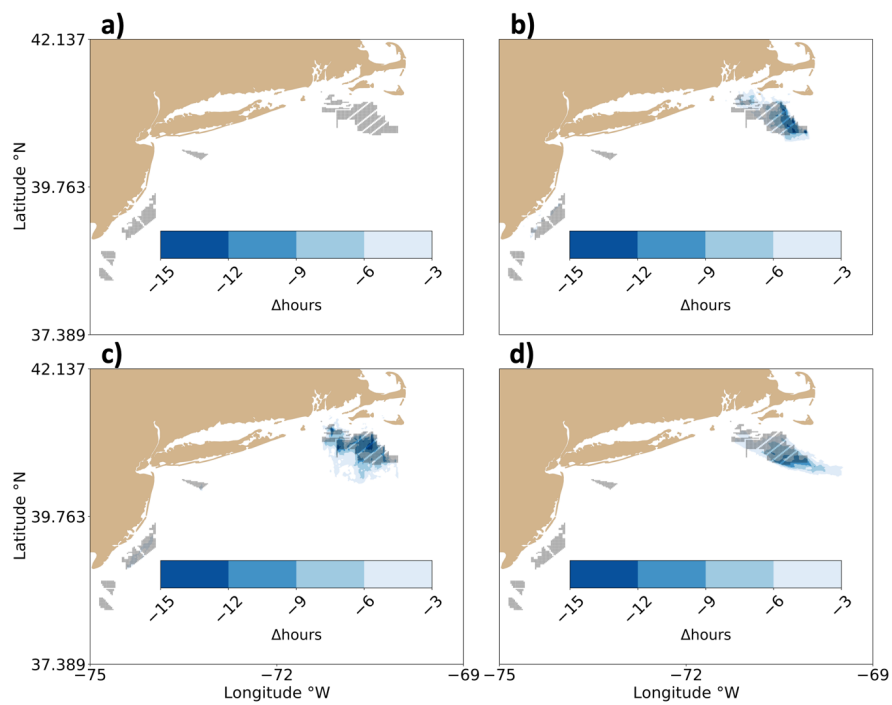 a)
b)
42.137
Latitude °N
39.763
37.389
−15
−12
−9
−6
−3
Δhours
−15
−12
−9
−6
−3
Δhours
c)
d)
42.137
Latitude °N
39.763
37.389
−15
−12
−9
−6
−3
Δhours
−15
−12
−9
−6
−3
Δhours
−75
−72
−69
Longitude °W
−72
−69
Longitude °W